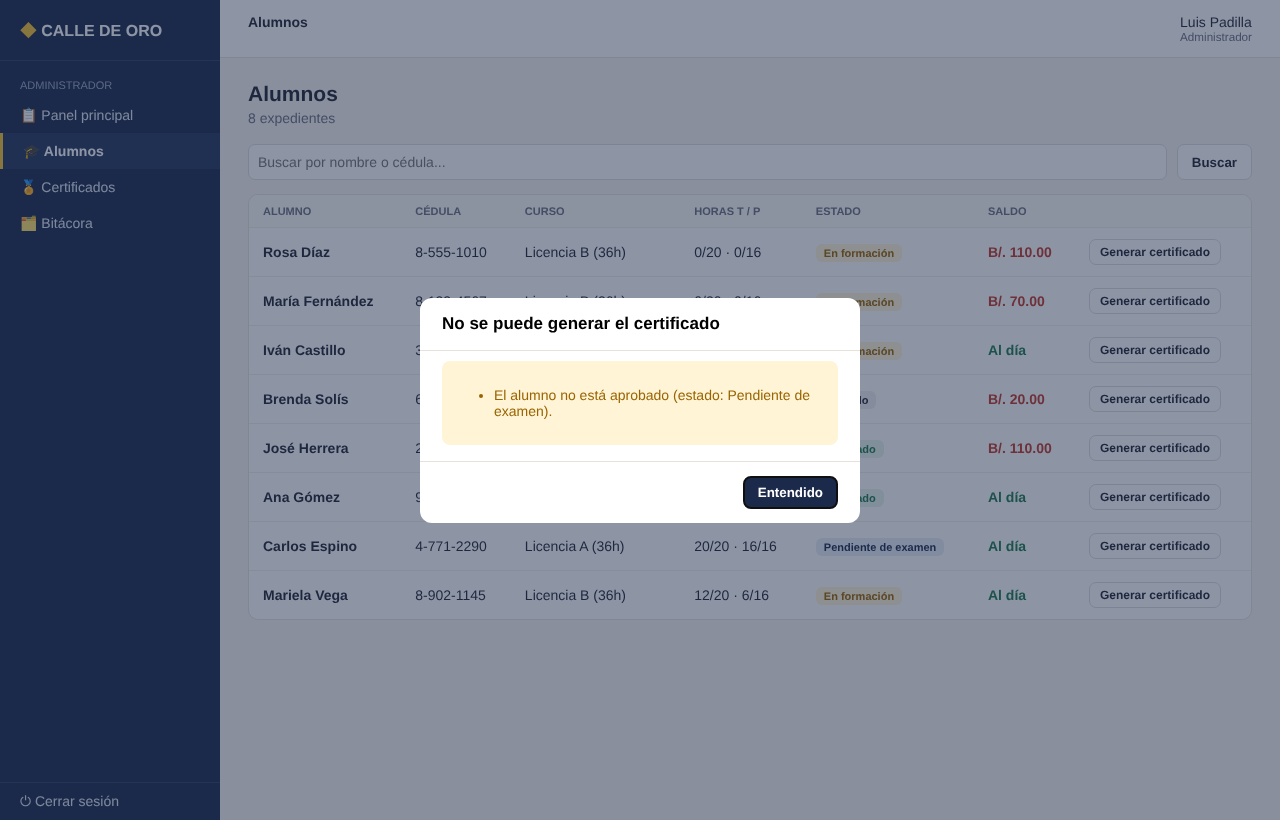 CALLE DE ORO
ADMINISTRADOR
Panel principal
Alumnos
Certificados
Bitácora
Cerrar sesión
Alumnos
Luis Padilla
Administrador
Alumnos
8 expedientes
Buscar por nombre o cédula...
Buscar
ALUMNO CÉDULA CURSO HORAS T / P ESTADO SALDO
Rosa Díaz 8-555-1010 Licencia B (36h) 0/20 · 0/16 En formación B/. 110.00 Generar certificado
María Fernández B/. 70.00 Generar certificado
Iván Castillo Al día Generar certificado
Brenda Solís B/. 20.00 Generar certificado
José Herrera B/. 110.00 Generar certificado
Ana Gómez Al día Generar certificado
Carlos Espino 4-771-2290 Licencia A (36h) 20/20 · 16/16 Pendiente de examen Al día Generar certificado
Mariela Vega 8-902-1145 Licencia B (36h) 12/20 · 6/16 En formación Al día Generar certificado
No se puede generar el certificado
• El alumno no está aprobado (estado: Pendiente de
examen).
Entendido